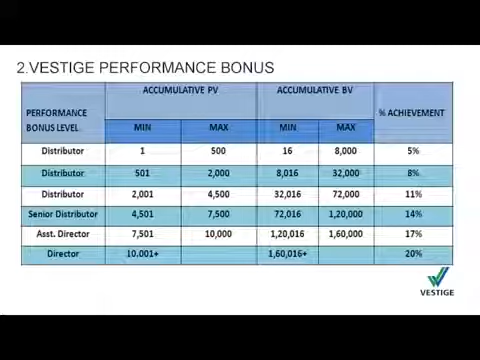 2.VESTIGE PERFORMANCE BONUS
PERFORMANCE BONUS LEVEL ACCUMULATIVE PV ACCUMULATIVE BV % ACHIEVEMENT
MIN MAX MIN MAX
Distributor 1 500 16 8,000 5%
Distributor 501 2,000 8,016 32,000 8%
Distributor 2,001 4,500 32,016 72,000 11%
Senior Distributor 4,501 7,500 72,016 1,20,000 14%
Asst. Director 7,501 10,000 1,20,016 1,60,000 17%
Director 10.001+ 1,60,016+ 20%
VESTIGE